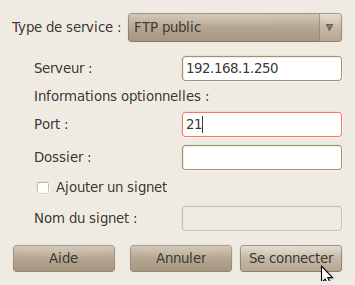 Type de service : FTP public
Serveur : 192.168.1.250
Informations optionnelles :
Port : 21
Dossier :
Ajouter un signet
Nom du signet :
Aide Annuler Se connecter